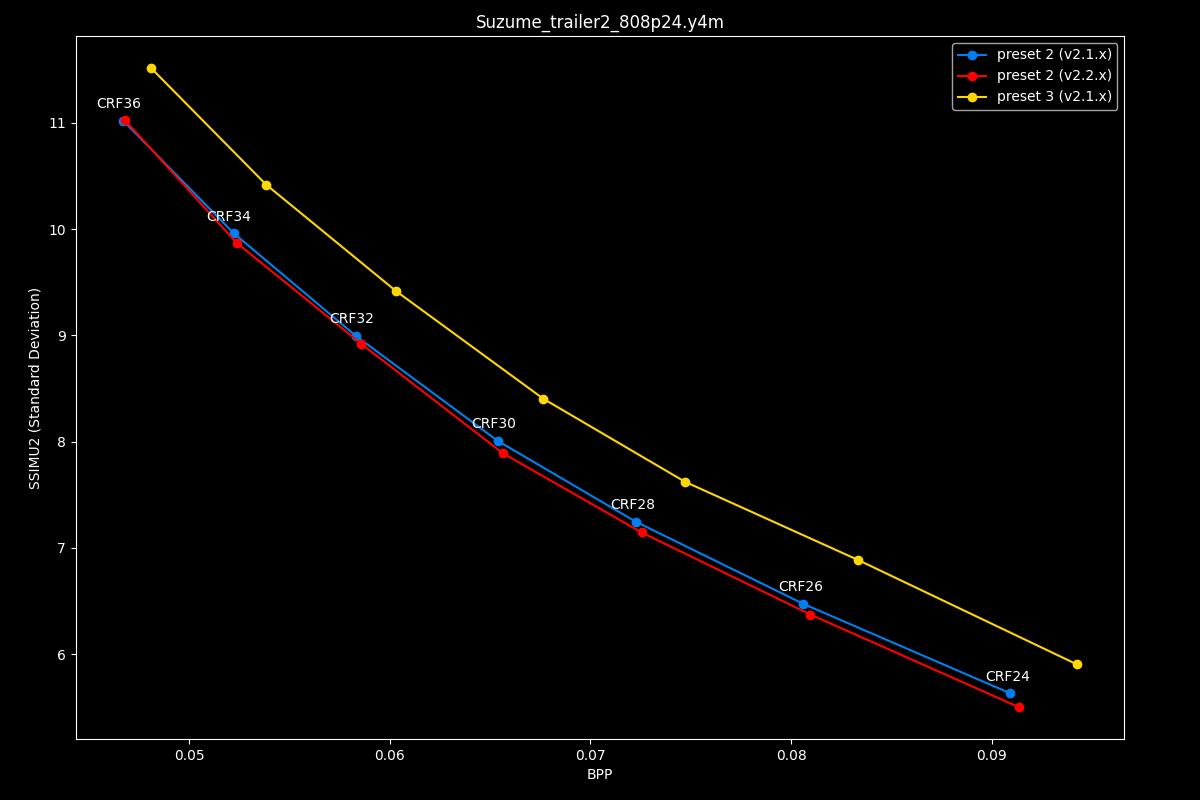 Suzume_trailer2_808p24.y4m
preset 2 (v2.1.x)
preset 2 (v2.2.x)
preset 3 (v2.1.x)
CRF36
CRF34
CRF32
CRF30
CRF28
CRF26
CRF24
SSIMU2 (Standard Deviation)
11
10
9
8
7
6
0.05 0.06 0.07 0.08 0.09
BPP